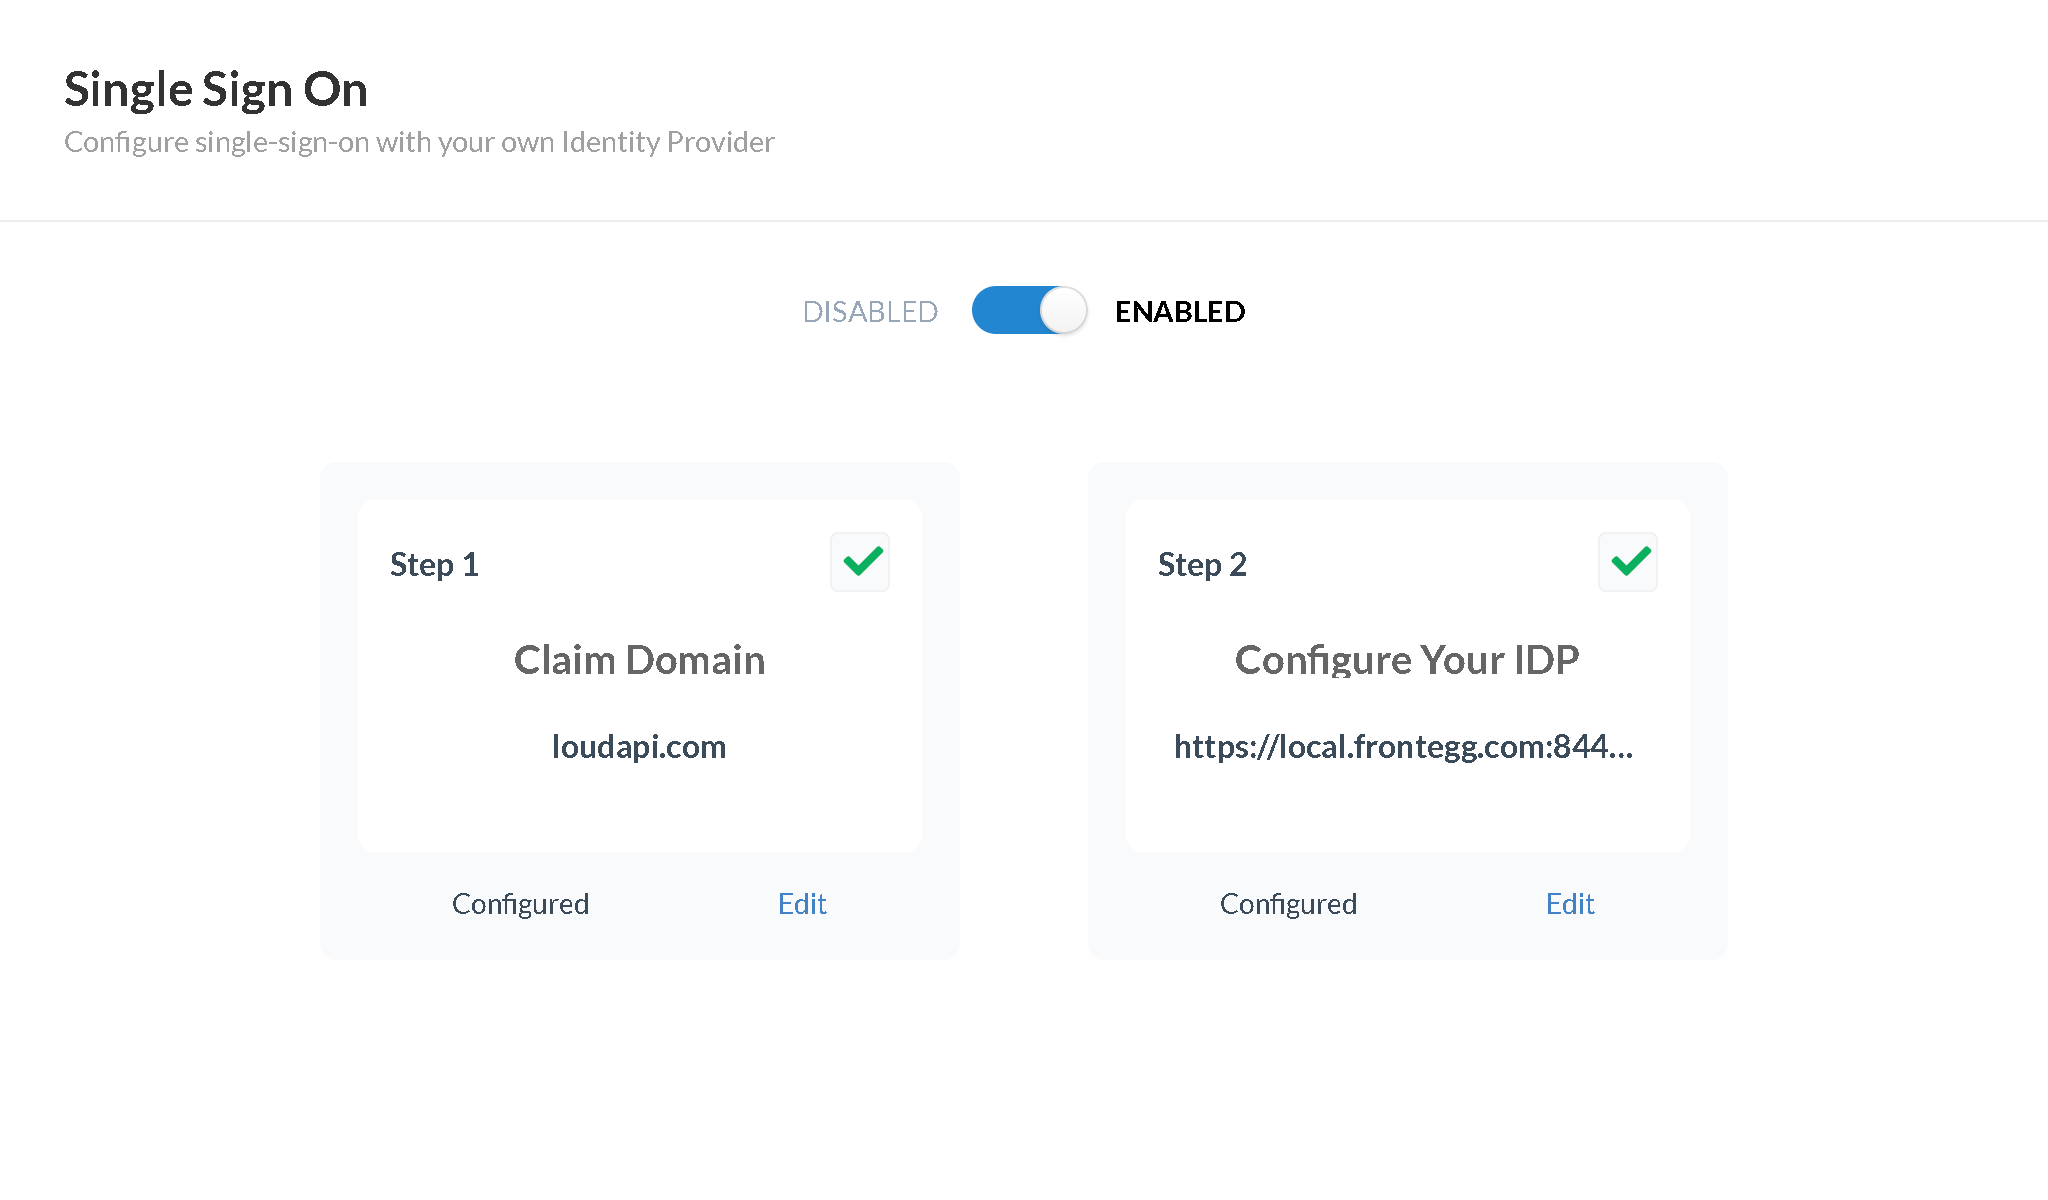 Single Sign On
Configure single-sign-on with your own Identity Provider
DISABLED ENABLED
Step 1
Claim Domain
loudapi.com
Configured Edit
Step 2
Configure Your IDP
https://local.frontegg.com:844...
Configured Edit